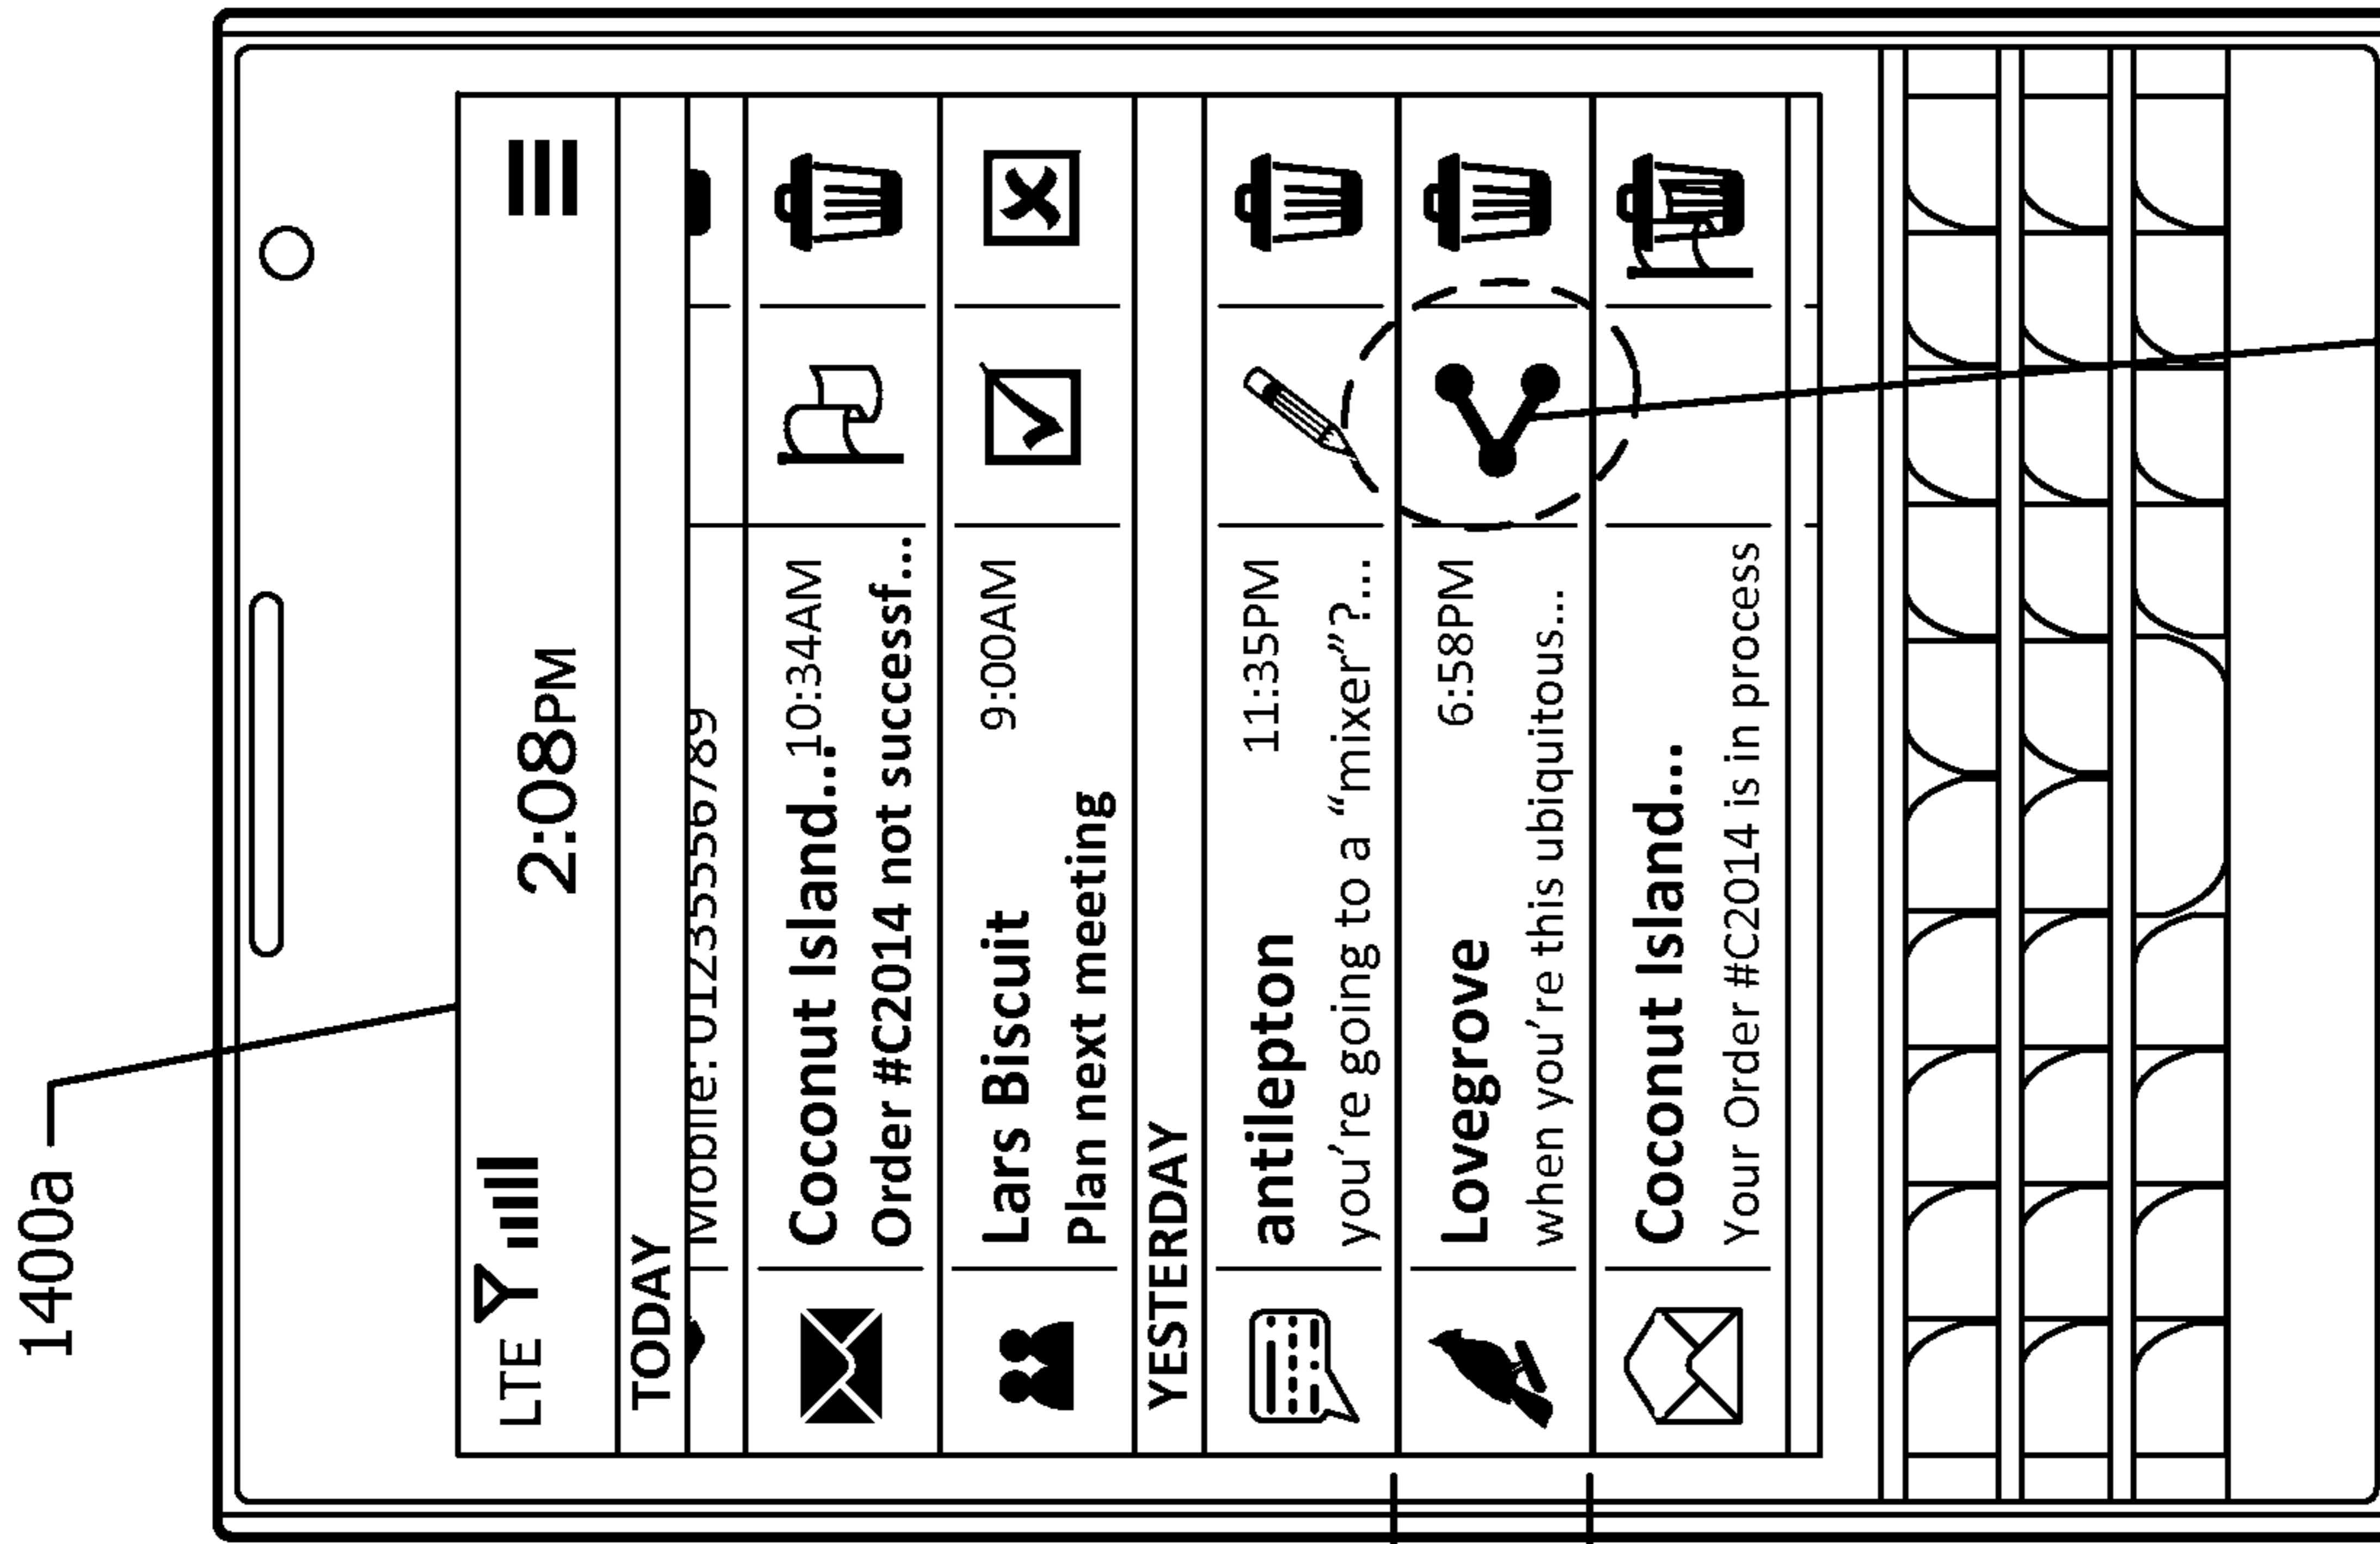 1400a
LTE
2:08PM
TODAY
Mobile: 01235556789
Coconut Island... 10:34AM
Order #C2014 not successf...
Lars Biscuit 9:00AM
Plan next meeting
YESTERDAY
antilepton 11:35PM
you're going to a “mixer”?...
Lovegrove 6:58PM
when you're this ubiquitous...
Coconut Island...
Your Order #C2014 is in process